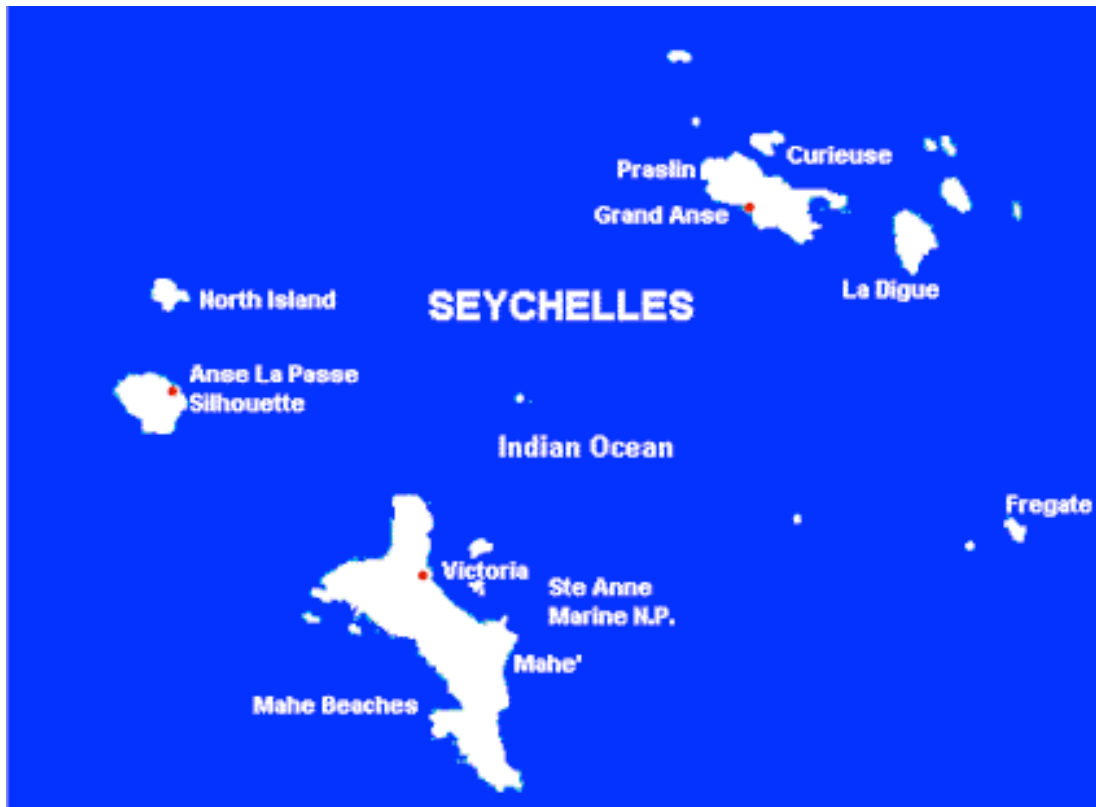 Curieuse
Praslin
Grand Anse
La Digue
North Island
SEYCHELLES
Anse La Passe
Silhouette
Indian Ocean
Fregate
Victoria
Ste Anne
Marine N.P.
Mahe'
Mahe Beaches